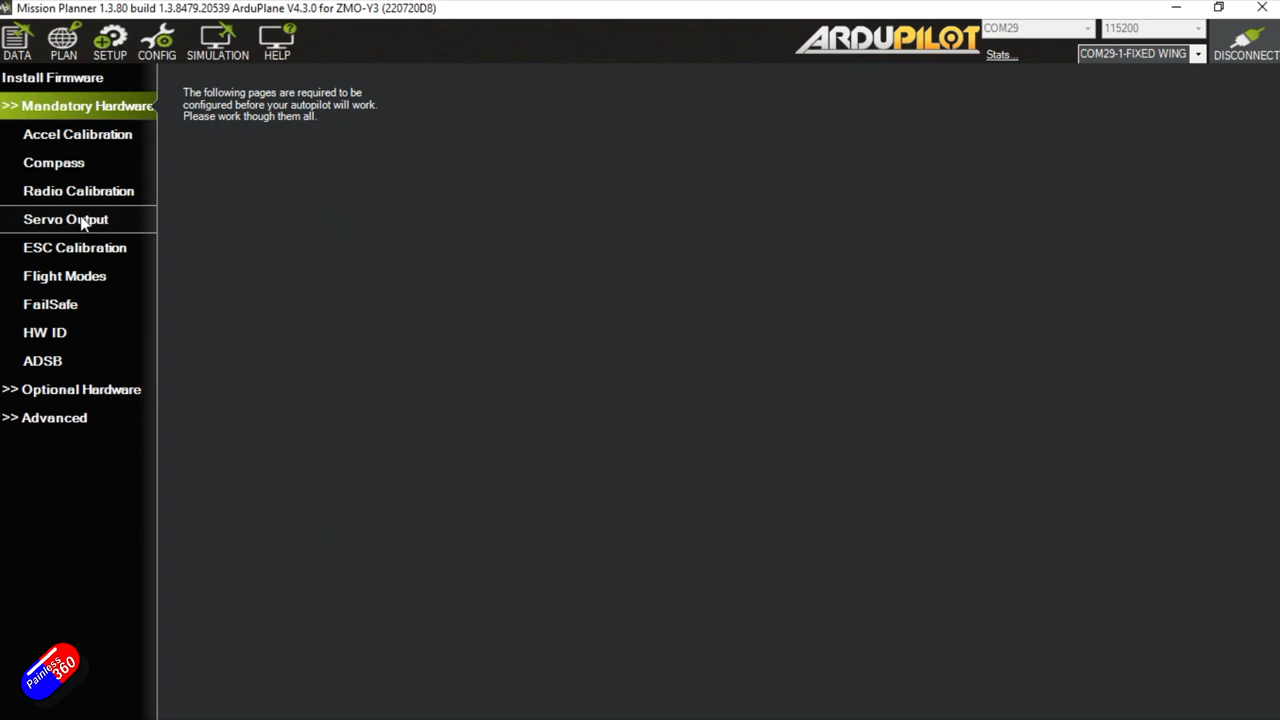 Mission Planner 1.3.80 build 1.3.8479.20539 ArduPlane V4.3.0 for ZMO-Y3 (220720D8)
DATA PLAN SETUP CONFIG SIMULATION HELP
ARDUPILOT
COM29 115200
Stats...
COM29-1-FIXED WING
DISCONNECT
Install Firmware
>> Mandatory Hardware
Accel Calibration
Compass
Radio Calibration
Servo Output
ESC Calibration
Flight Modes
FailSafe
HW ID
ADSB
>> Optional Hardware
>> Advanced
The following pages are required to be
configured before your autopilot will work.
Please work though them all.
Painless
360